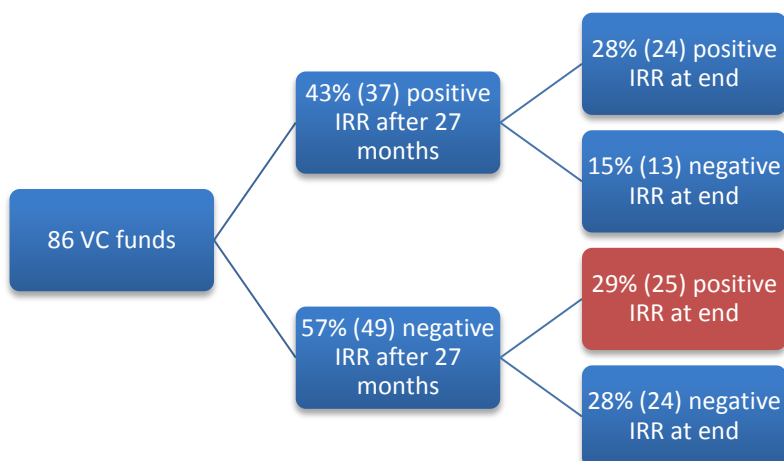 86 VC funds
43% (37) positive
IRR after 27
months
28% (24) positive
IRR at end
15% (13) negative
IRR at end
57% (49) negative
IRR after 27
months
29% (25) positive
IRR at end
28% (24) negative
IRR at end